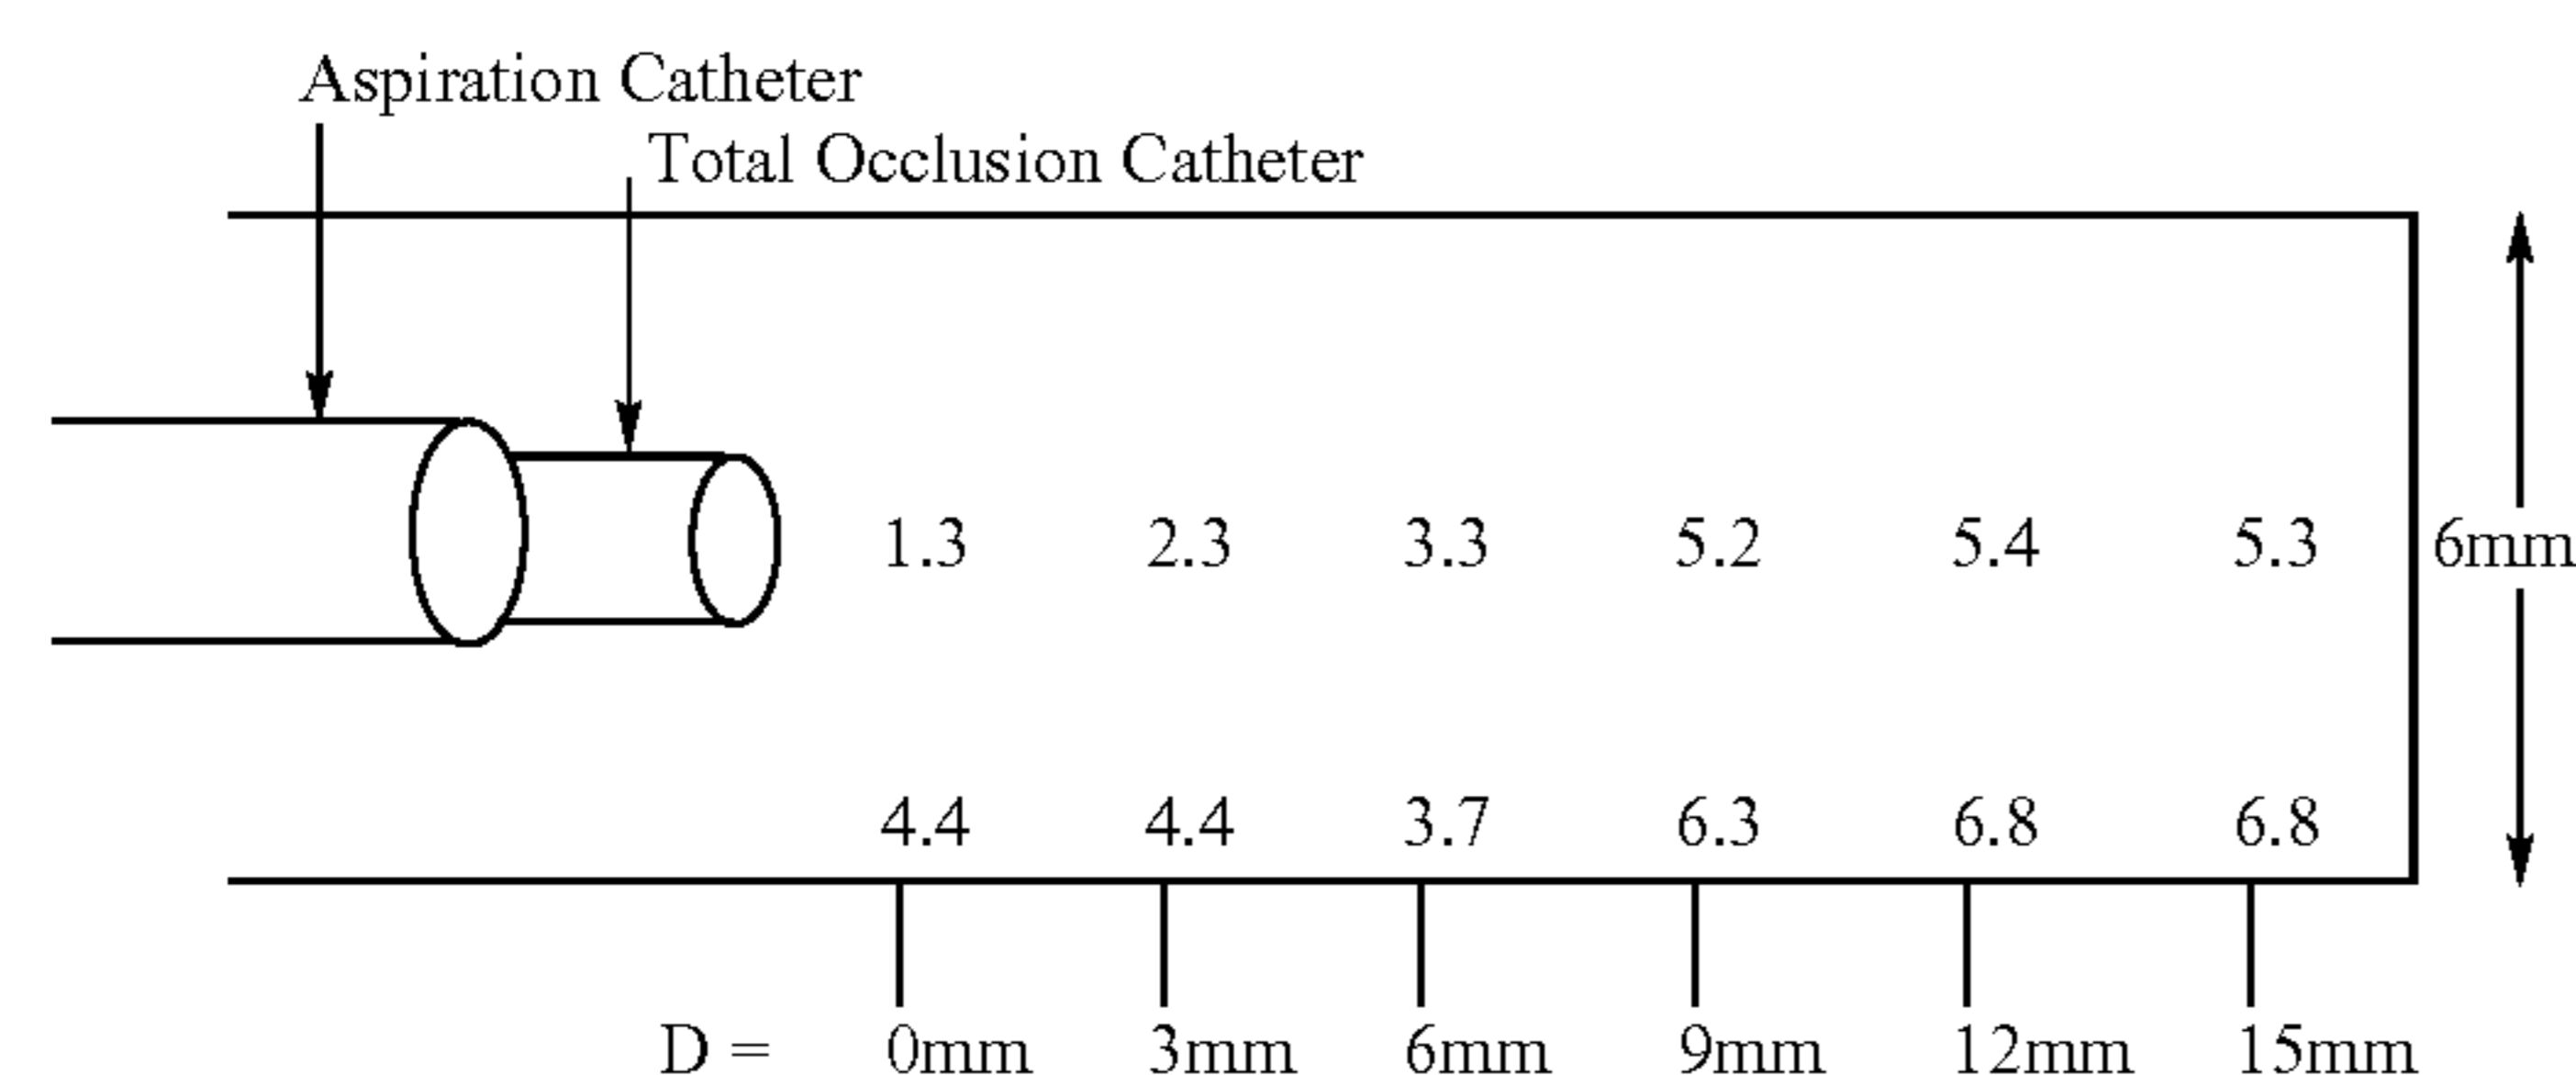 Aspiration Catheter
Total Occlusion Catheter
1.3 2.3 3.3 5.2 5.4 5.3 6mm
4.4 4.4 3.7 6.3 6.8 6.8
D = 0mm 3mm 6mm 9mm 12mm 15mm